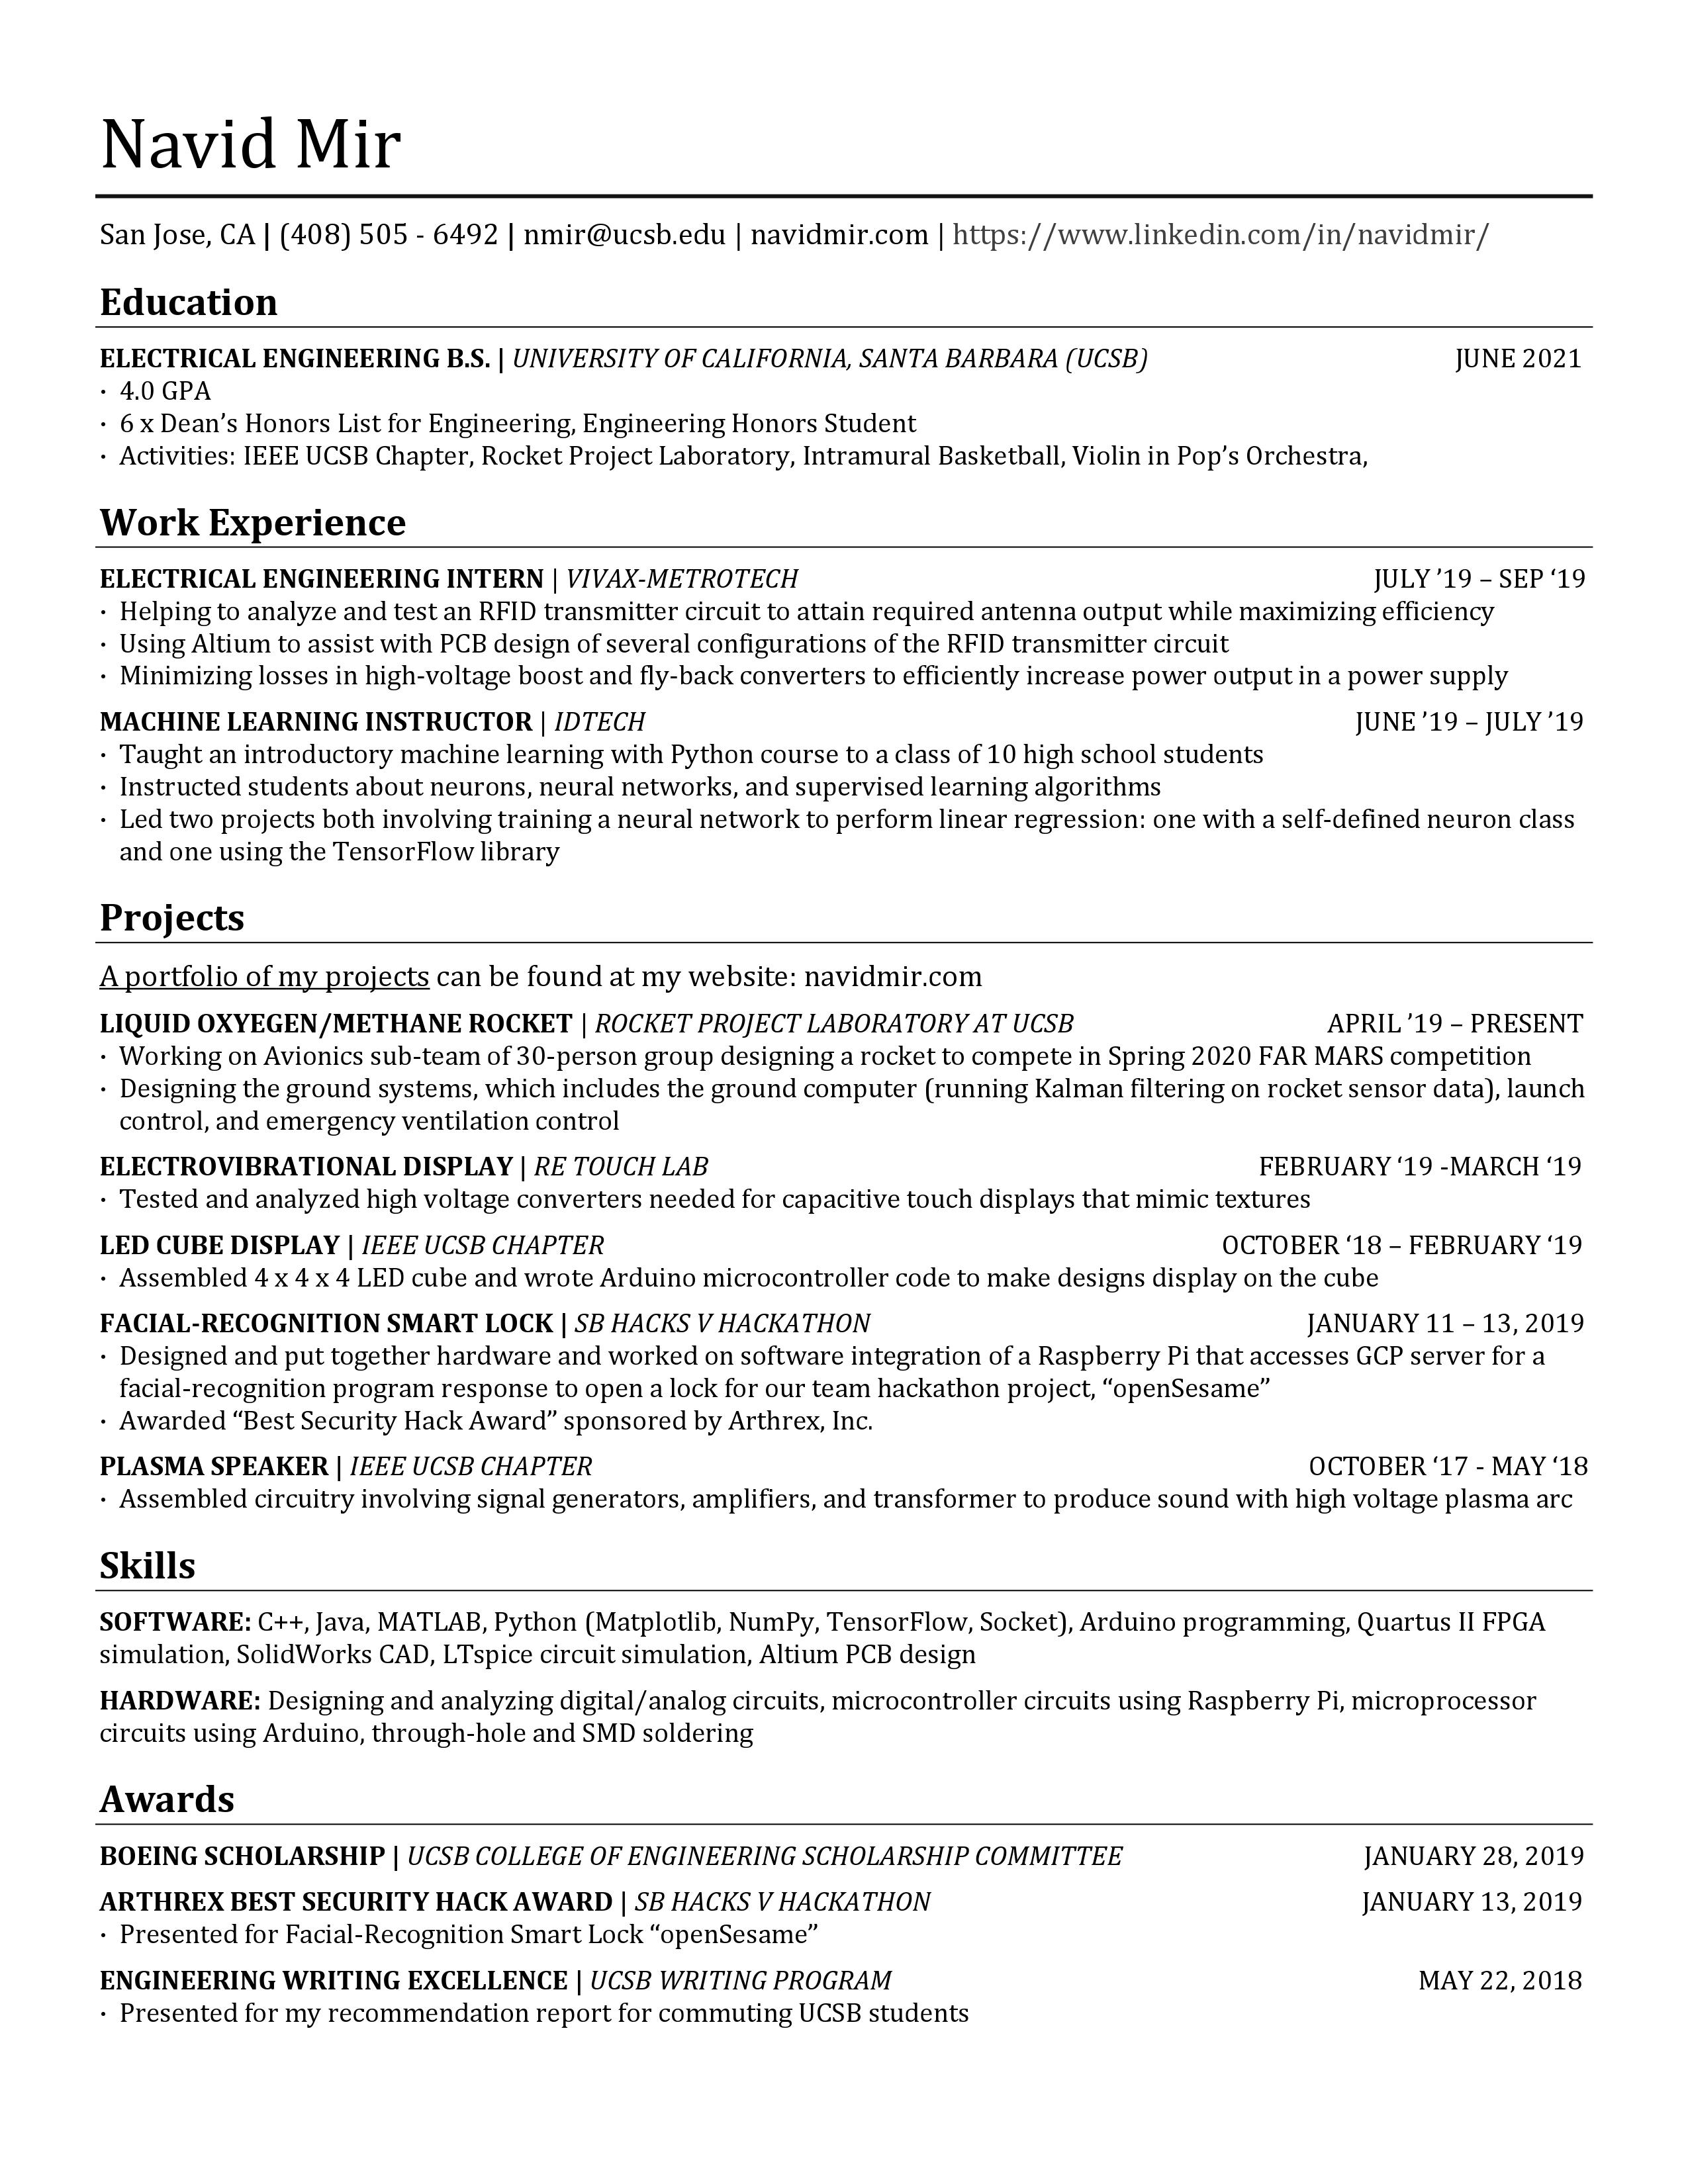 Navid Mir
San Jose, CA | (408) 505 - 6492 | nmir@ucsb.edu | navidmir.com | https://www.linkedin.com/in/navidmir/
Education
ELECTRICAL ENGINEERING B.S. | UNIVERSITY OF CALIFORNIA, SANTA BARBARA (UCSB) JUNE 2021
· 4.0 GPA
· 6 x Dean’s Honors List for Engineering, Engineering Honors Student
· Activities: IEEE UCSB Chapter, Rocket Project Laboratory, Intramural Basketball, Violin in Pop’s Orchestra,
Work Experience
ELECTRICAL ENGINEERING INTERN | VIVAX-METROTECH JULY ’19 – SEP ‘19
· Helping to analyze and test an RFID transmitter circuit to attain required antenna output while maximizing efficiency
· Using Altium to assist with PCB design of several configurations of the RFID transmitter circuit
· Minimizing losses in high-voltage boost and fly-back converters to efficiently increase power output in a power supply
MACHINE LEARNING INSTRUCTOR | IDTECH JUNE ’19 – JULY ’19
· Taught an introductory machine learning with Python course to a class of 10 high school students
· Instructed students about neurons, neural networks, and supervised learning algorithms
· Led two projects both involving training a neural network to perform linear regression: one with a self-defined neuron class
and one using the TensorFlow library
Projects
A portfolio of my projects can be found at my website: navidmir.com
LIQUID OXYEGEN/METHANE ROCKET | ROCKET PROJECT LABORATORY AT UCSB APRIL ’19 – PRESENT
· Working on Avionics sub-team of 30-person group designing a rocket to compete in Spring 2020 FAR MARS competition
· Designing the ground systems, which includes the ground computer (running Kalman filtering on rocket sensor data), launch
control, and emergency ventilation control
ELECTROVIBRATIONAL DISPLAY | RE TOUCH LAB FEBRUARY ‘19 -MARCH ‘19
· Tested and analyzed high voltage converters needed for capacitive touch displays that mimic textures
LED CUBE DISPLAY | IEEE UCSB CHAPTER OCTOBER ‘18 – FEBRUARY ‘19
· Assembled 4 x 4 x 4 LED cube and wrote Arduino microcontroller code to make designs display on the cube
FACIAL-RECOGNITION SMART LOCK | SB HACKS V HACKATHON JANUARY 11 – 13, 2019
· Designed and put together hardware and worked on software integration of a Raspberry Pi that accesses GCP server for a
facial-recognition program response to open a lock for our team hackathon project, “openSesame”
· Awarded “Best Security Hack Award” sponsored by Arthrex, Inc.
PLASMA SPEAKER | IEEE UCSB CHAPTER OCTOBER ‘17 - MAY ‘18
· Assembled circuitry involving signal generators, amplifiers, and transformer to produce sound with high voltage plasma arc
Skills
SOFTWARE: C++, Java, MATLAB, Python (Matplotlib, NumPy, TensorFlow, Socket), Arduino programming, Quartus II FPGA
simulation, SolidWorks CAD, LTspice circuit simulation, Altium PCB design
HARDWARE: Designing and analyzing digital/analog circuits, microcontroller circuits using Raspberry Pi, microprocessor
circuits using Arduino, through-hole and SMD soldering
Awards
BOEING SCHOLARSHIP | UCSB COLLEGE OF ENGINEERING SCHOLARSHIP COMMITTEE JANUARY 28, 2019
ARTHREX BEST SECURITY HACK AWARD | SB HACKS V HACKATHON JANUARY 13, 2019
· Presented for Facial-Recognition Smart Lock “openSesame”
ENGINEERING WRITING EXCELLENCE | UCSB WRITING PROGRAM MAY 22, 2018
· Presented for my recommendation report for commuting UCSB students